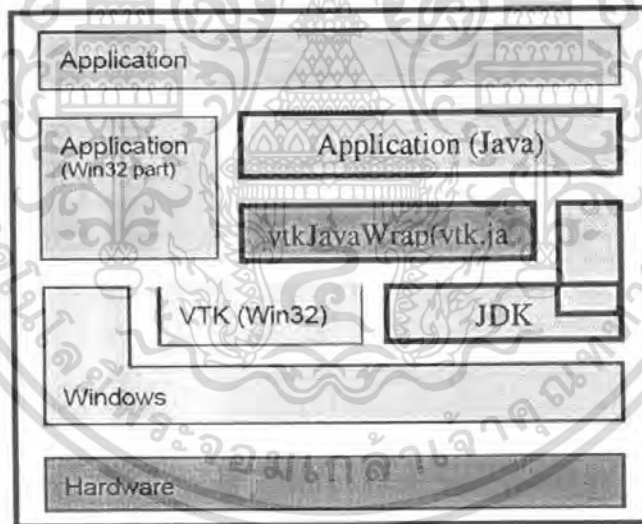 Application
Application
(Win32 part)
Application (Java)
vtkJavaWrap(vtk.ja
VTK (Win32)
JDK
Windows
Hardware